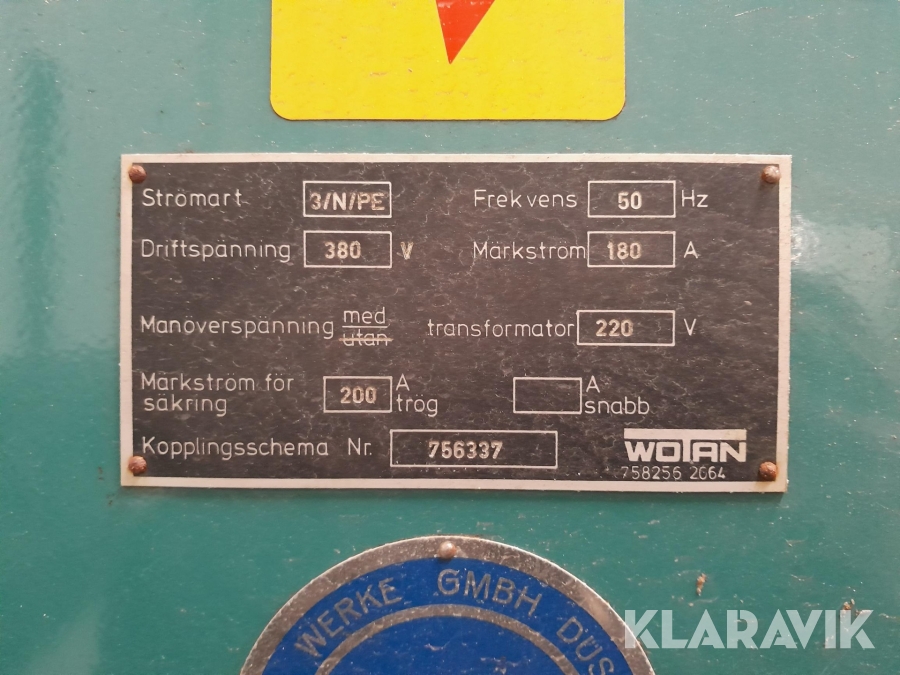 Strömart 3/N/PE Frekvens 50 Hz
Driftspänning 380 V Märkström 180 A
Manöverspänning med utan transformator 220 V
Märkström för säkring 200 A trög A snabb
Kopplingsschema Nr. 756337 WOTAN
758256 2664
WERKE GMBH DÜS
KLARAVIK